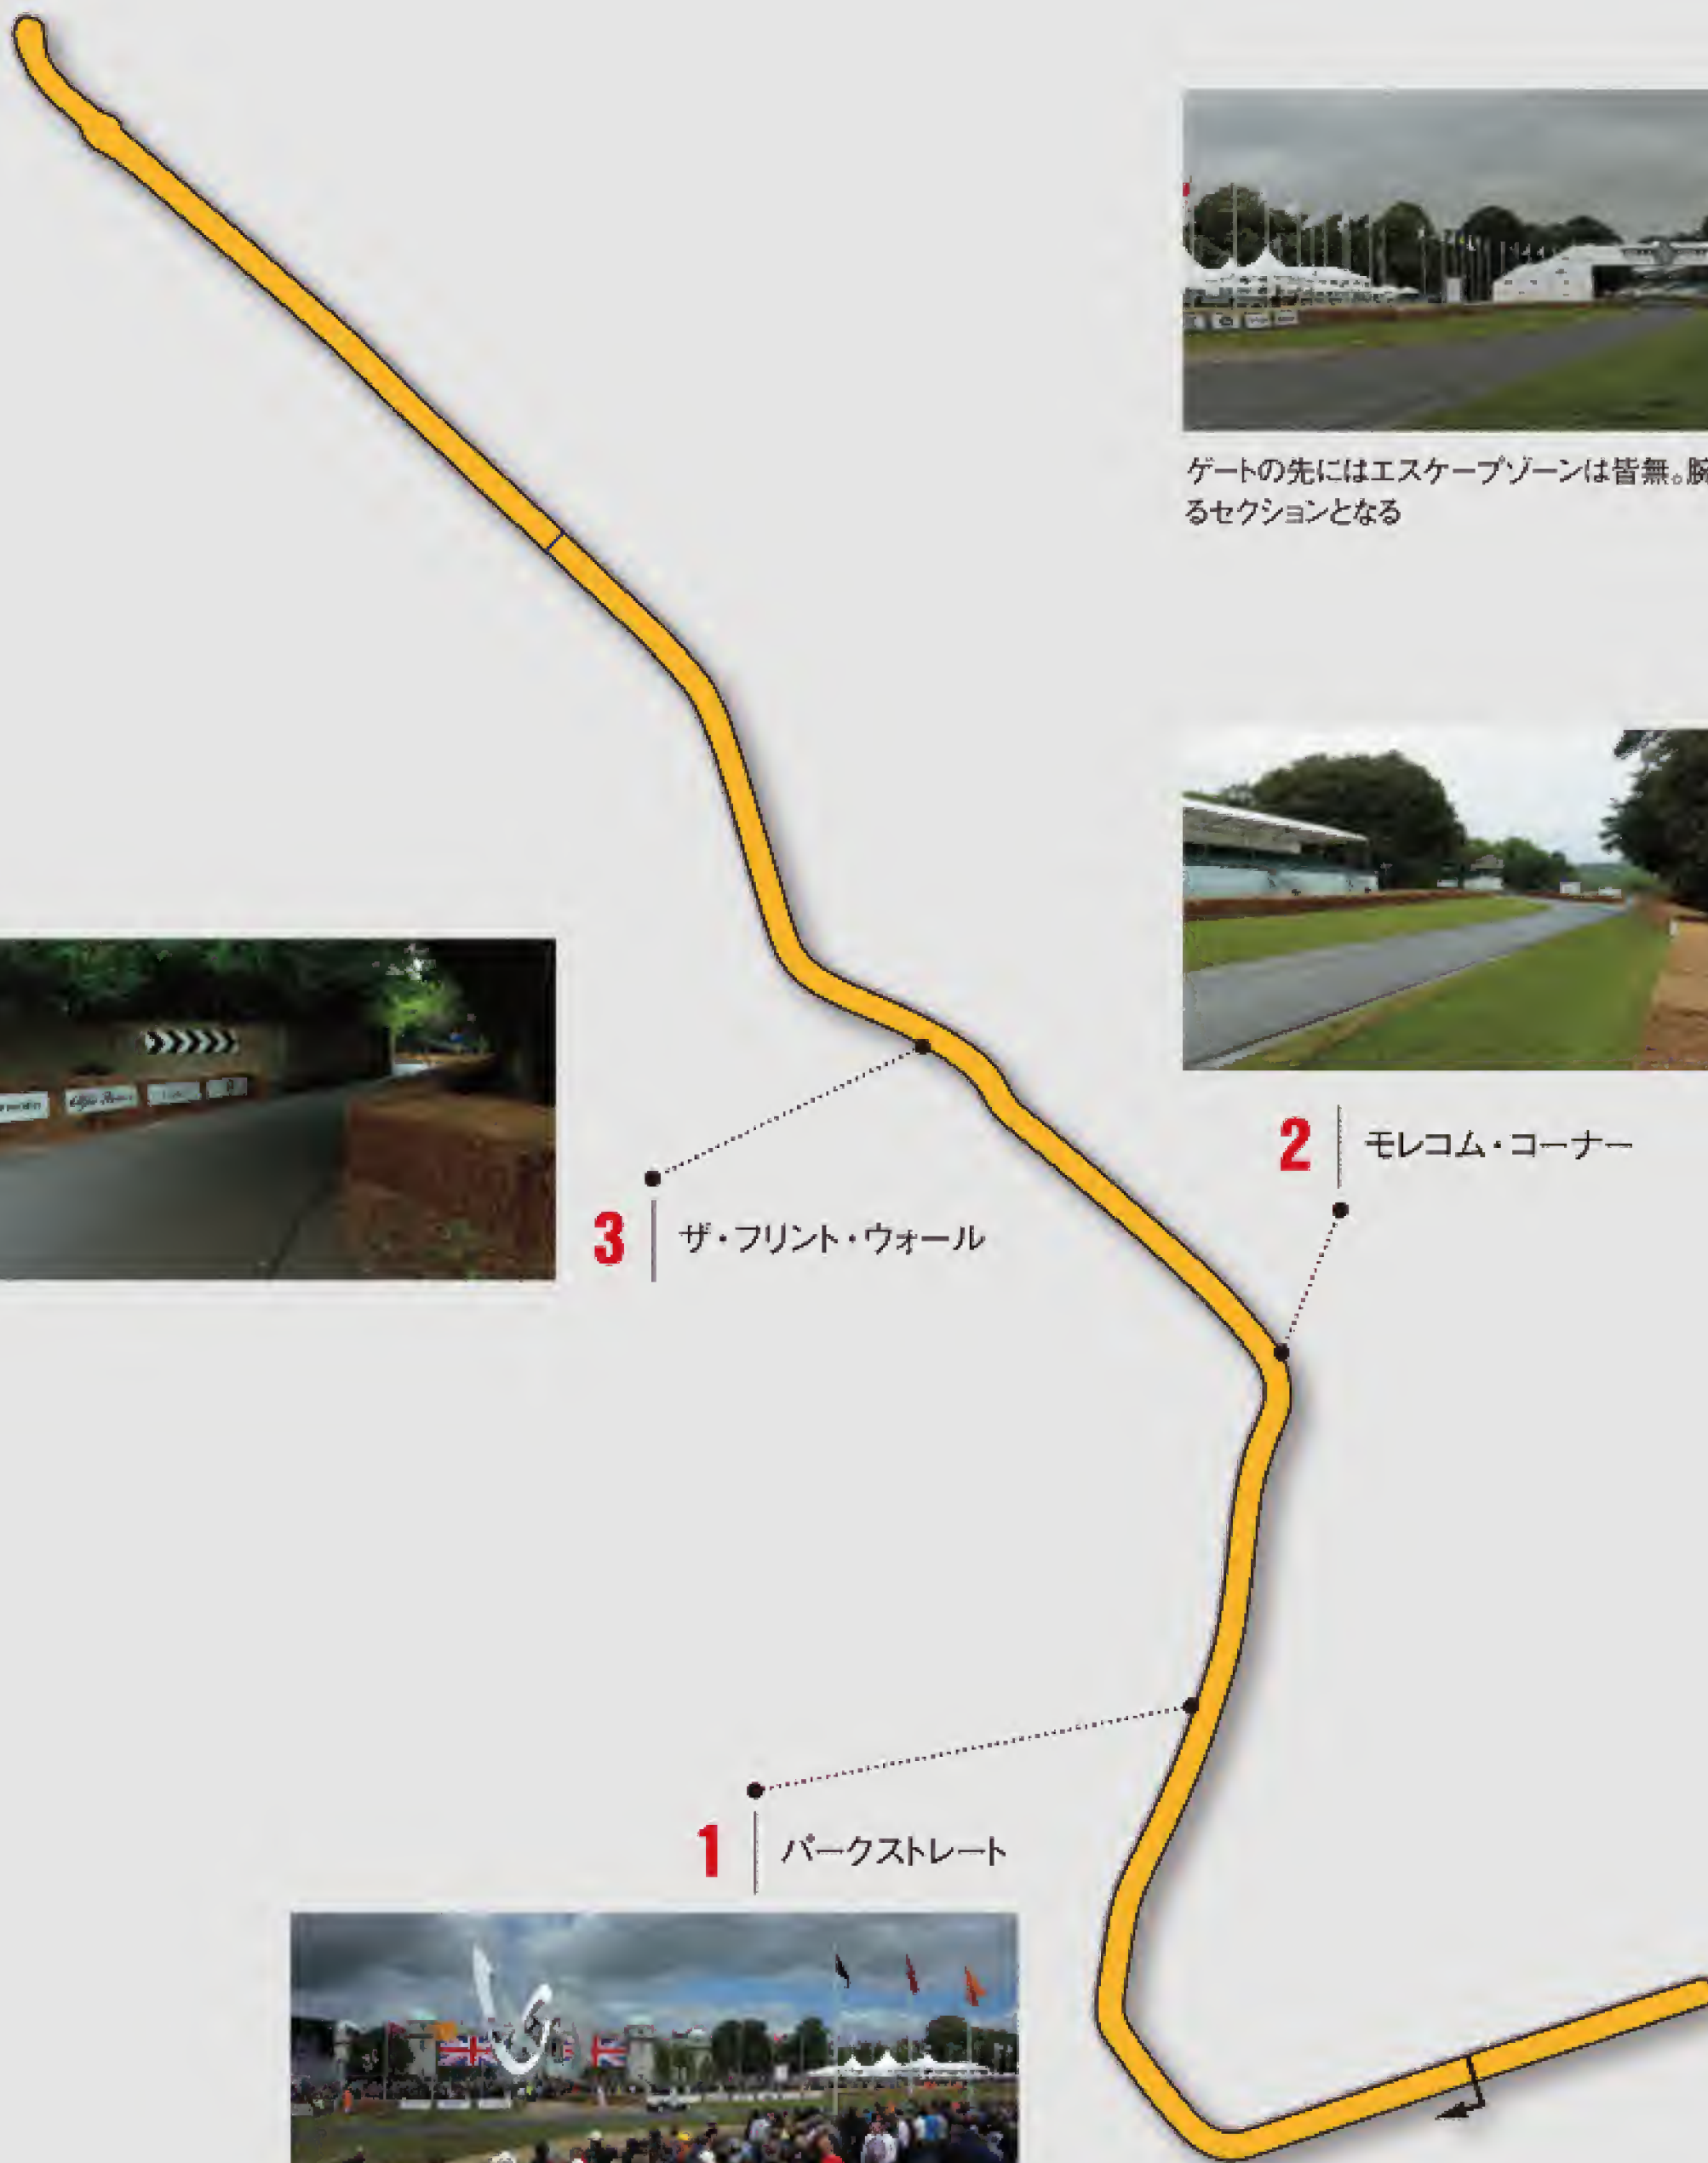 ゲートの先にはエスケープゾーンは皆無。腕
るセクションとなる
2 モレコム・コーナー
3 ザ・フリント・ウォール
1 パークストレート